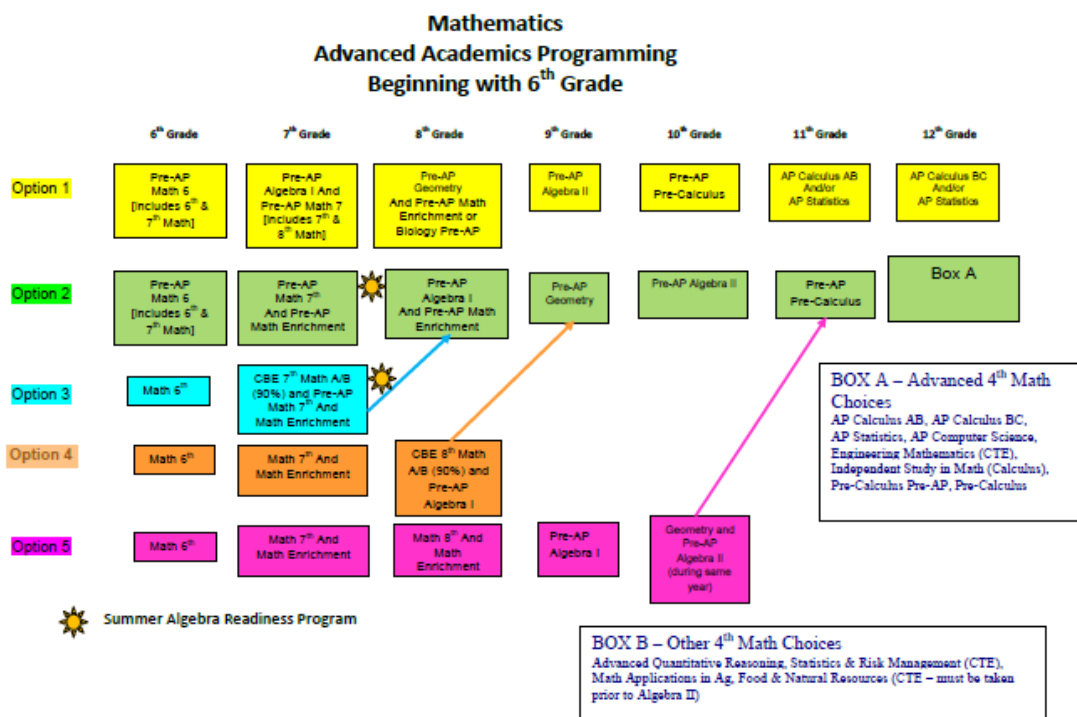 Mathematics
Advanced Academics Programming
Beginning with 6th Grade
6th Grade
7th Grade
8th Grade
9th Grade
10th Grade
11th Grade
12th Grade
Option 1
Pre-AP
Math 6
[Includes 6th &
7th Math]
Pre-AP
Algebra I And
Pre-AP Math 7
[Includes 7th &
8th Math]
Pre-AP
Geometry
And Pre-AP Math
Enrichment or
Biology Pre-AP
Pre-AP
Algebra II
Pre-AP
Pre-Calculus
AP Calculus AB
And/or
AP Statistics
AP Calculus BC
And/or
AP Statistics
Option 2
Pre-AP
Math 6
[Includes 6th &
7th Math]
Pre-AP
Math 7th
And Pre-AP
Math Enrichment
Pre-AP
Algebra I
And Pre-AP Math
Enrichment
Pre-AP
Geometry
Pre-AP Algebra II
Pre-AP
Pre-Calculus
Box A
Option 3
Math 6th
CBE 7th Math A/B
(90%) and Pre-AP
Math 7th And
Math Enrichment
Option 4
Math 6th
Math 7th And
Math Enrichment
CBE 8th Math
A/B (90%) and
Pre-AP
Algebra I
Option 5
Math 6th
Math 7th And
Math Enrichment
Math 8th And
Math
Enrichment
Pre-AP
Algebra I
Geometry and
Pre-AP
Algebra II
(during same
year)
BOX A – Advanced 4th Math
Choices
AP Calculus AB, AP Calculus BC,
AP Statistics, AP Computer Science,
Engineering Mathematics (CTE),
Independent Study in Math (Calculus),
Pre-Calculus Pre-AP, Pre-Calculus
Summer Algebra Readiness Program
BOX B – Other 4th Math Choices
Advanced Quantitative Reasoning, Statistics & Risk Management (CTE),
Math Applications in Ag, Food & Natural Resources (CTE – must be taken
prior to Algebra II)